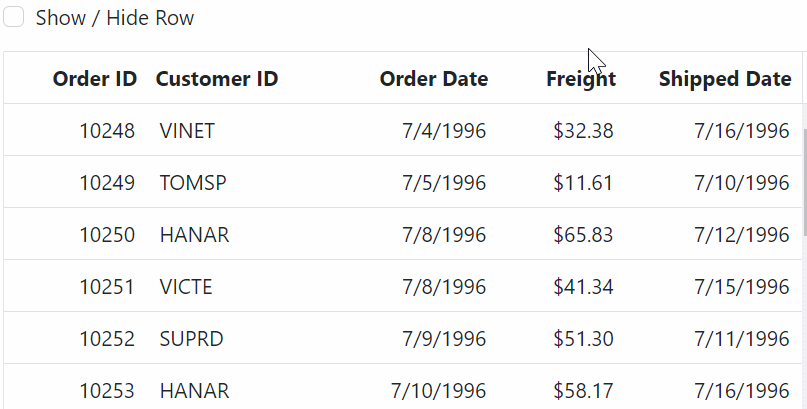 Show / Hide Row
Order ID Customer ID Order Date Freight Shipped Date
10248 VINET 7/4/1996 $32.38 7/16/1996
10249 TOMSP 7/5/1996 $11.61 7/10/1996
10250 HANAR 7/8/1996 $65.83 7/12/1996
10251 VICTE 7/8/1996 $41.34 7/15/1996
10252 SUPRD 7/9/1996 $51.30 7/11/1996
10253 HANAR 7/10/1996 $58.17 7/16/1996